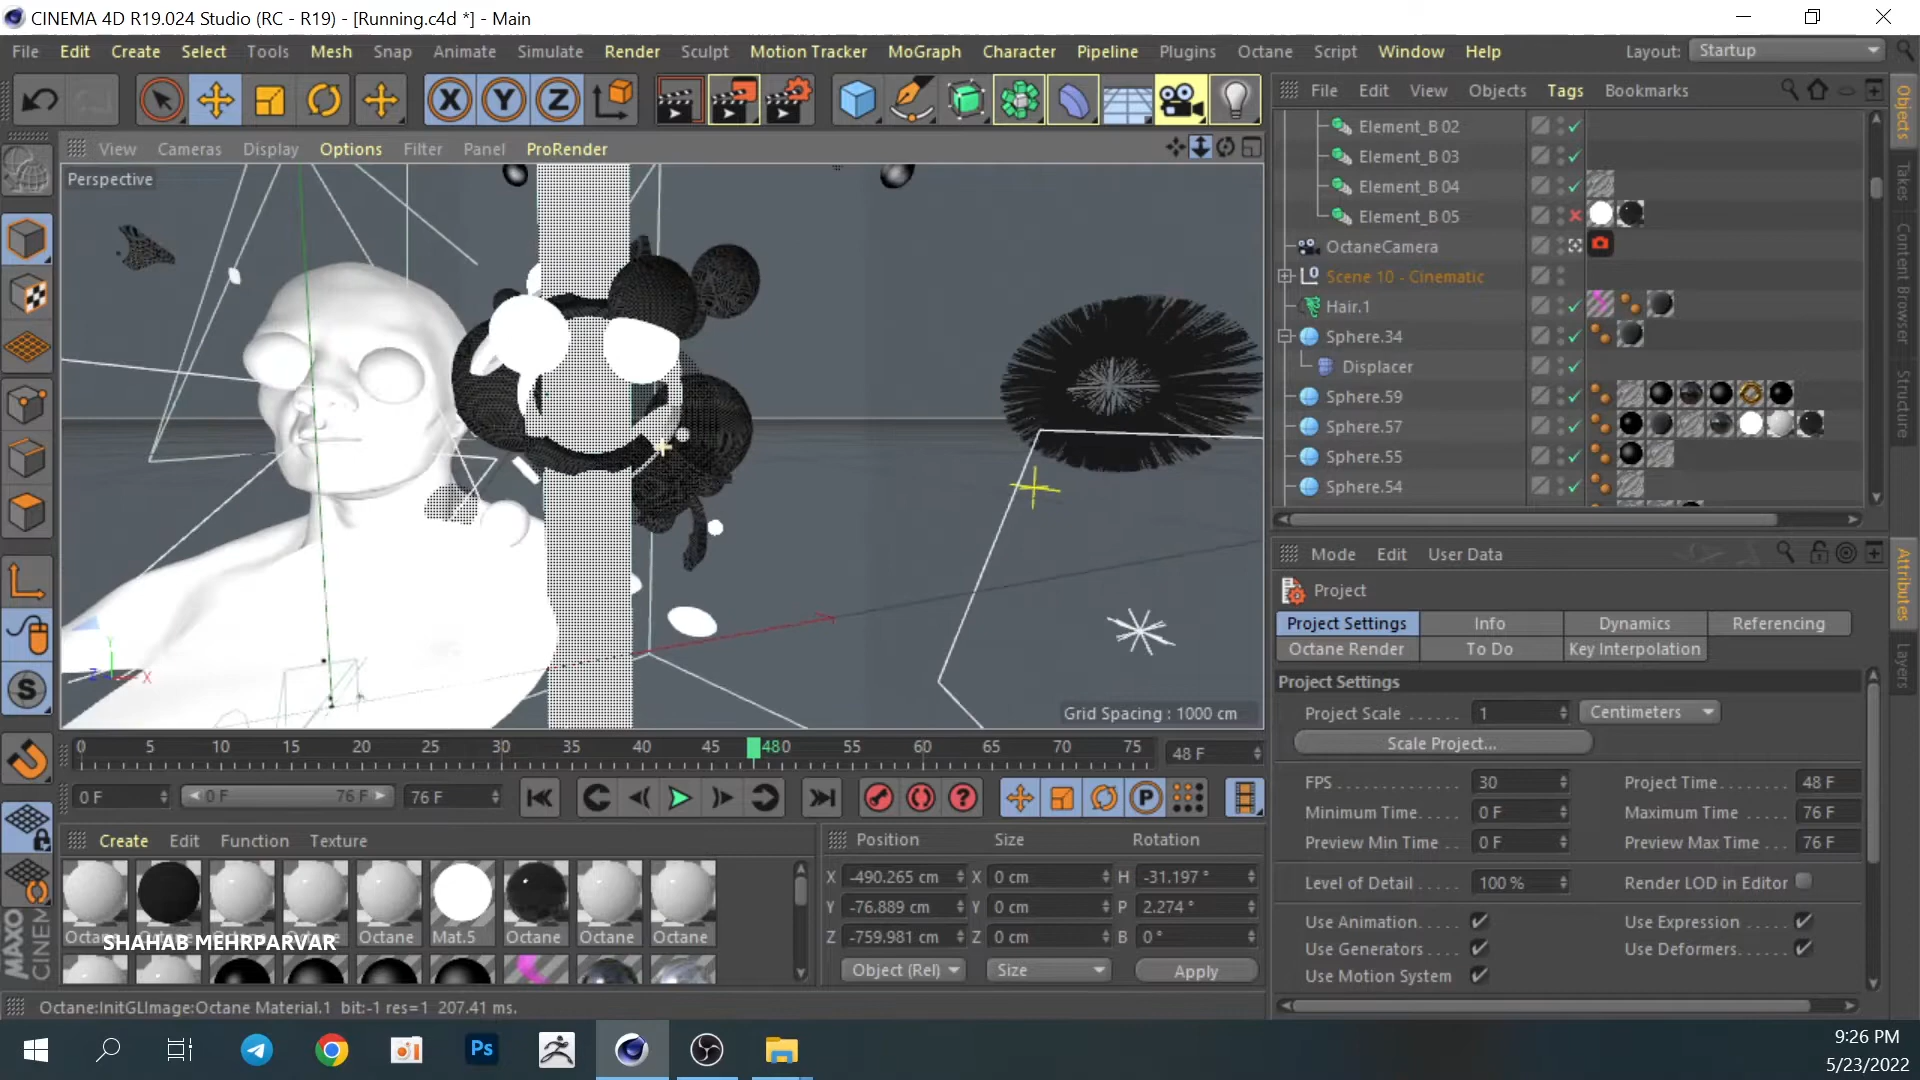 CINEMA 4D R19.024 Studio (RC - R19) - [Running.c4d *] - Main
File Edit Create Select Tools Mesh Snap Animate Simulate Render Sculpt Motion Tracker MoGraph Character Pipeline Plugins Octane Script Window Help Layout: Startup
File Edit View Objects Tags Bookmarks
View Cameras Display Options Filter Panel ProRender
Perspective
Element_B 02
Element_B 03
Element_B 04
Element_B 05
OctaneCamera
Scene 10 - Cinematic
Hair.1
Sphere.34
Displacer
Sphere.59
Sphere.57
Sphere.55
Sphere.54
Objects
Takes
Content Browser
Structure
Grid Spacing : 1000 cm
Mode Edit User Data
Project
Project Settings Info Dynamics Referencing
Octane Render To Do Key Interpolation
Project Settings
Project Scale ...... 1 Centimeters
Scale Project...
FPS 30 Project Time 48 F
Minimum Time 0 F Maximum Time 76 F
Preview Min Time 0 F Preview Max Time 76 F
Level of Detail 100 % Render LOD in Editor
Use Animation Use Expression
Use Generators Use Deformers
Use Motion System
Attributes
Layers
0 5 10 15 20 25 30 35 40 45 480 55 60 65 70 75 48 F
0 F 0 F 76 F 76 F
Create Edit Function Texture
Octane Mat.5 Octane Octane Octane
SHAHAB MEHRPARVAR
Position Size Rotation
X -490.265 cm X 0 cm H -31.197 °
Y -76.889 cm Y 0 cm P 2.274 °
Z -759.981 cm Z 0 cm B 0 °
Object (Rel) Size Apply
MAXO
CINEM
Octane:InitGLImage:Octane Material.1 bit:-1 res=1 207.41 ms.
Ps
9:26 PM
5/23/2022